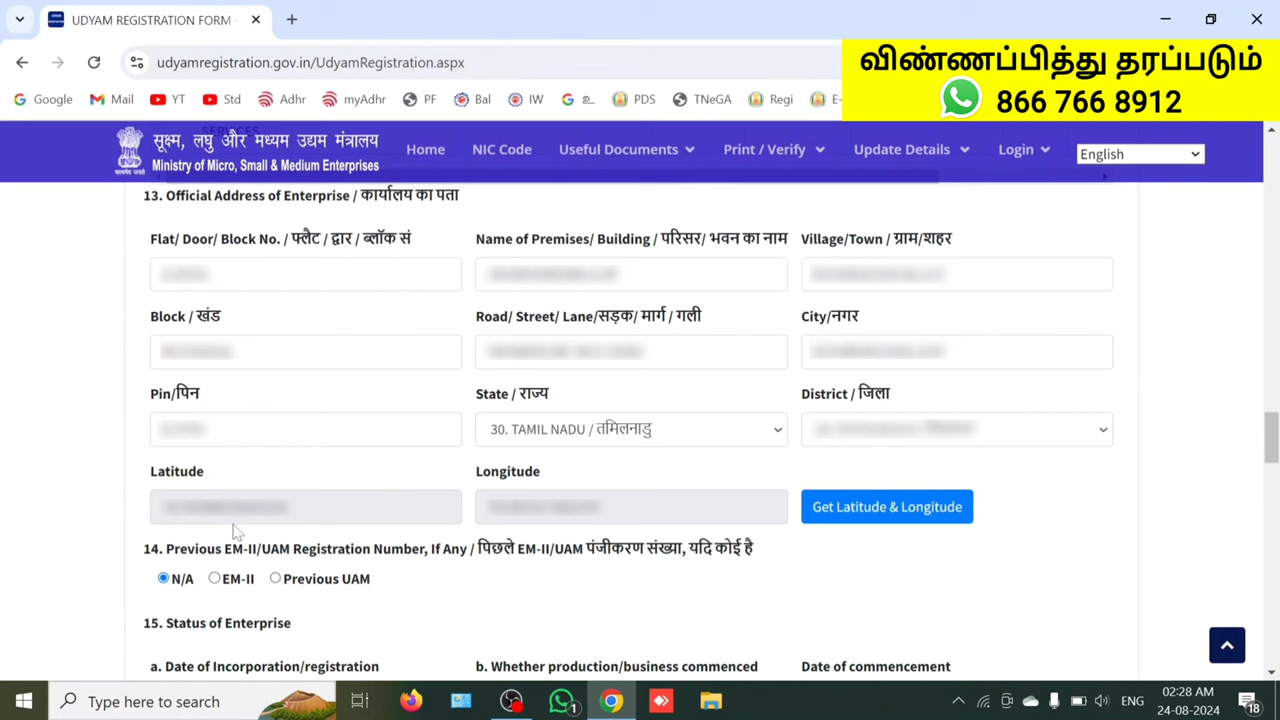 UDYAM REGISTRATION FORM
udyamregistration.gov.in/UdyamRegistration.aspx
விண்ணப்பித்து தரப்படும்
866 766 8912
Google Mail YT Std Adhr myAdhr PF Bal IW உ... PDS TNeGA Regi E-
सूक्ष्म, लघु और मध्यम उद्यम मंत्रालय
Ministry of Micro, Small & Medium Enterprises
Home NIC Code Useful Documents Print / Verify Update Details Login English
13. Official Address of Enterprise / कार्यालय का पता
Flat/ Door/ Block No. / फ्लैट / द्वार / ब्लॉक सं Name of Premises/ Building / परिसर/ भवन का नाम Village/Town / ग्राम/शहर
Block / खंड Road/ Street/ Lane/सड़क/ मार्ग / गली City/नगर
Pin/पिन State / राज्य District / जिला
30. TAMIL NADU / तमिलनाडु
Latitude Longitude
Get Latitude & Longitude
14. Previous EM-II/UAM Registration Number, If Any / पिछले EM-II/UAM पंजीकरण संख्या, यदि कोई है
N/A EM-II Previous UAM
15. Status of Enterprise
a. Date of Incorporation/registration b. Whether production/business commenced Date of commencement
Type here to search 1 ENG 02:28 AM 24-08-2024 18